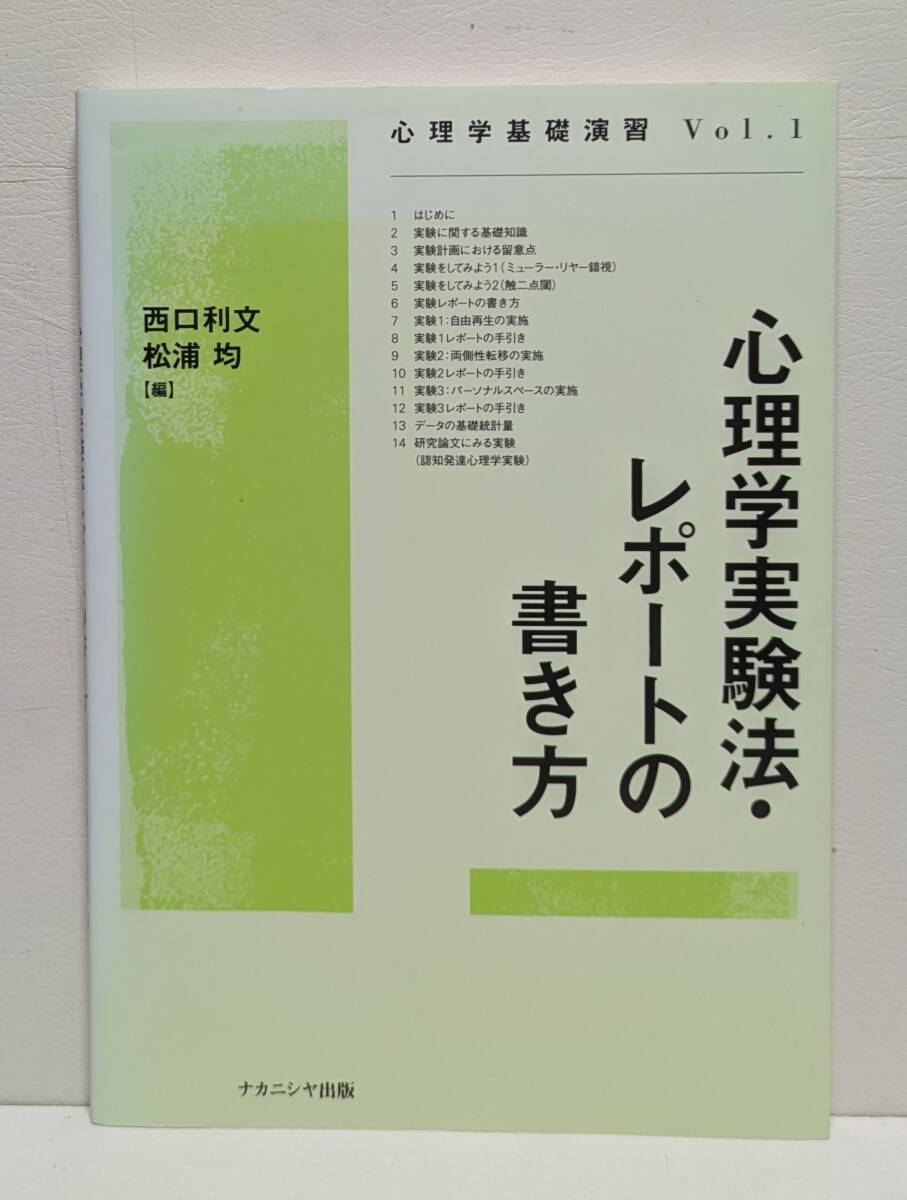 心理学基礎演習 Vol.1
1 はじめに
2 実験に関する基礎知識
3 実験計画における留意点
4 実験をしてみよう1(ミューラー・リヤー錯視)
5 実験をしてみよう2(触二点閾)
6 実験レポートの書き方
7 実験1:自由再生の実施
8 実験1レポートの手引き
9 実験2:両側性転移の実施
10 実験2レポートの手引き
11 実験3:パーソナルスペースの実施
12 実験3レポートの手引き
13 データの基礎統計量
14 研究論文にみる実験
(認知発達心理学実験)
心理学実験法・
レポートの
書き方
西口利文
松浦 均
【編】
ナカニシヤ出版